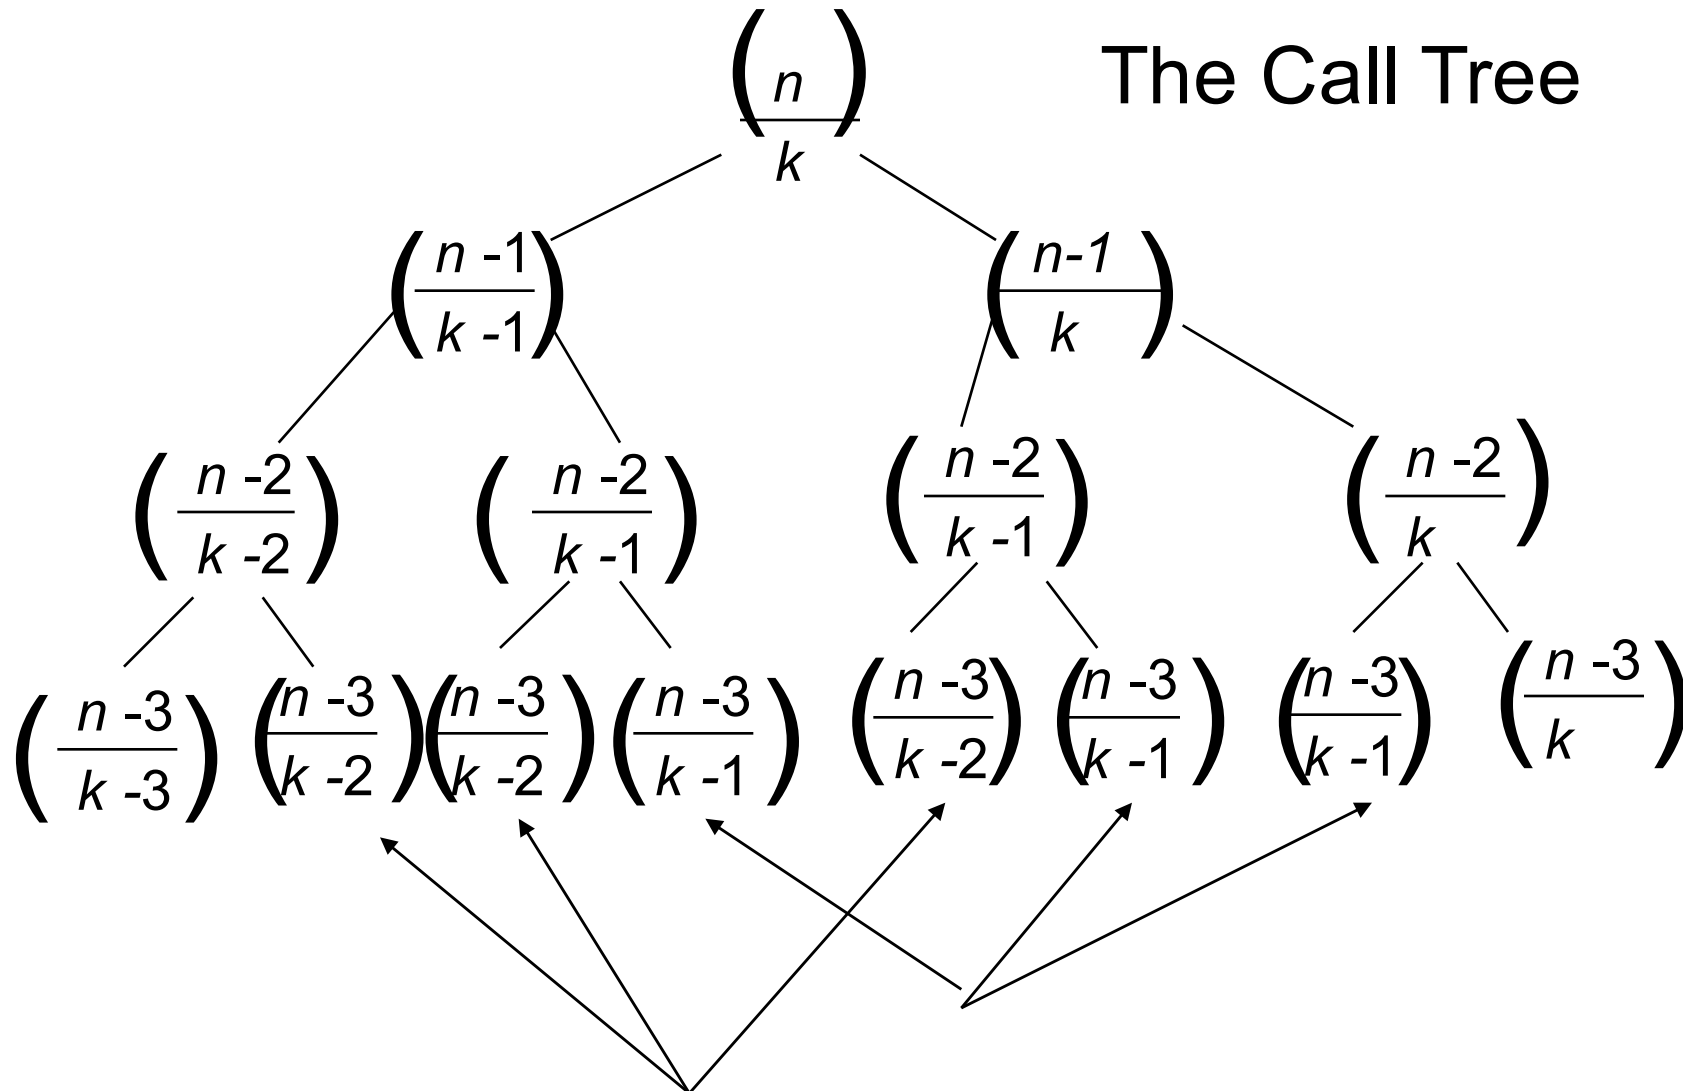 The Call Tree
( n / k )
( n -1 / k -1 ) ( n-1 / k )
( n -2 / k -2 ) ( n -2 / k -1 ) ( n -2 / k -1 ) ( n -2 / k )
( n -3 / k -3 ) ( n -3 / k -2 ) ( n -3 / k -2 ) ( n -3 / k -1 ) ( n -3 / k -2 ) ( n -3 / k -1 ) ( n -3 / k -1 ) ( n -3 / k )